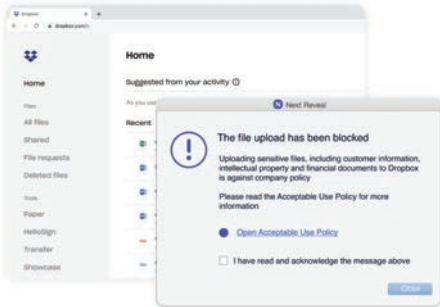 Dropbox
dropbox.com/h
Home
Home
Suggested from your activity
As you use
Recent
Files
All files
Shared
File requests
Deleted files
Tools
Paper
HelloSign
Transfer
Showcase
Next Reveal
The file upload has been blocked
Uploading sensitive files, including customer information,
intellectual property and financial documents to Dropbox
is against company policy
Please read the Acceptable Use Policy for more
information
Open Acceptable Use Policy
I have read and acknowledge the message above
Close